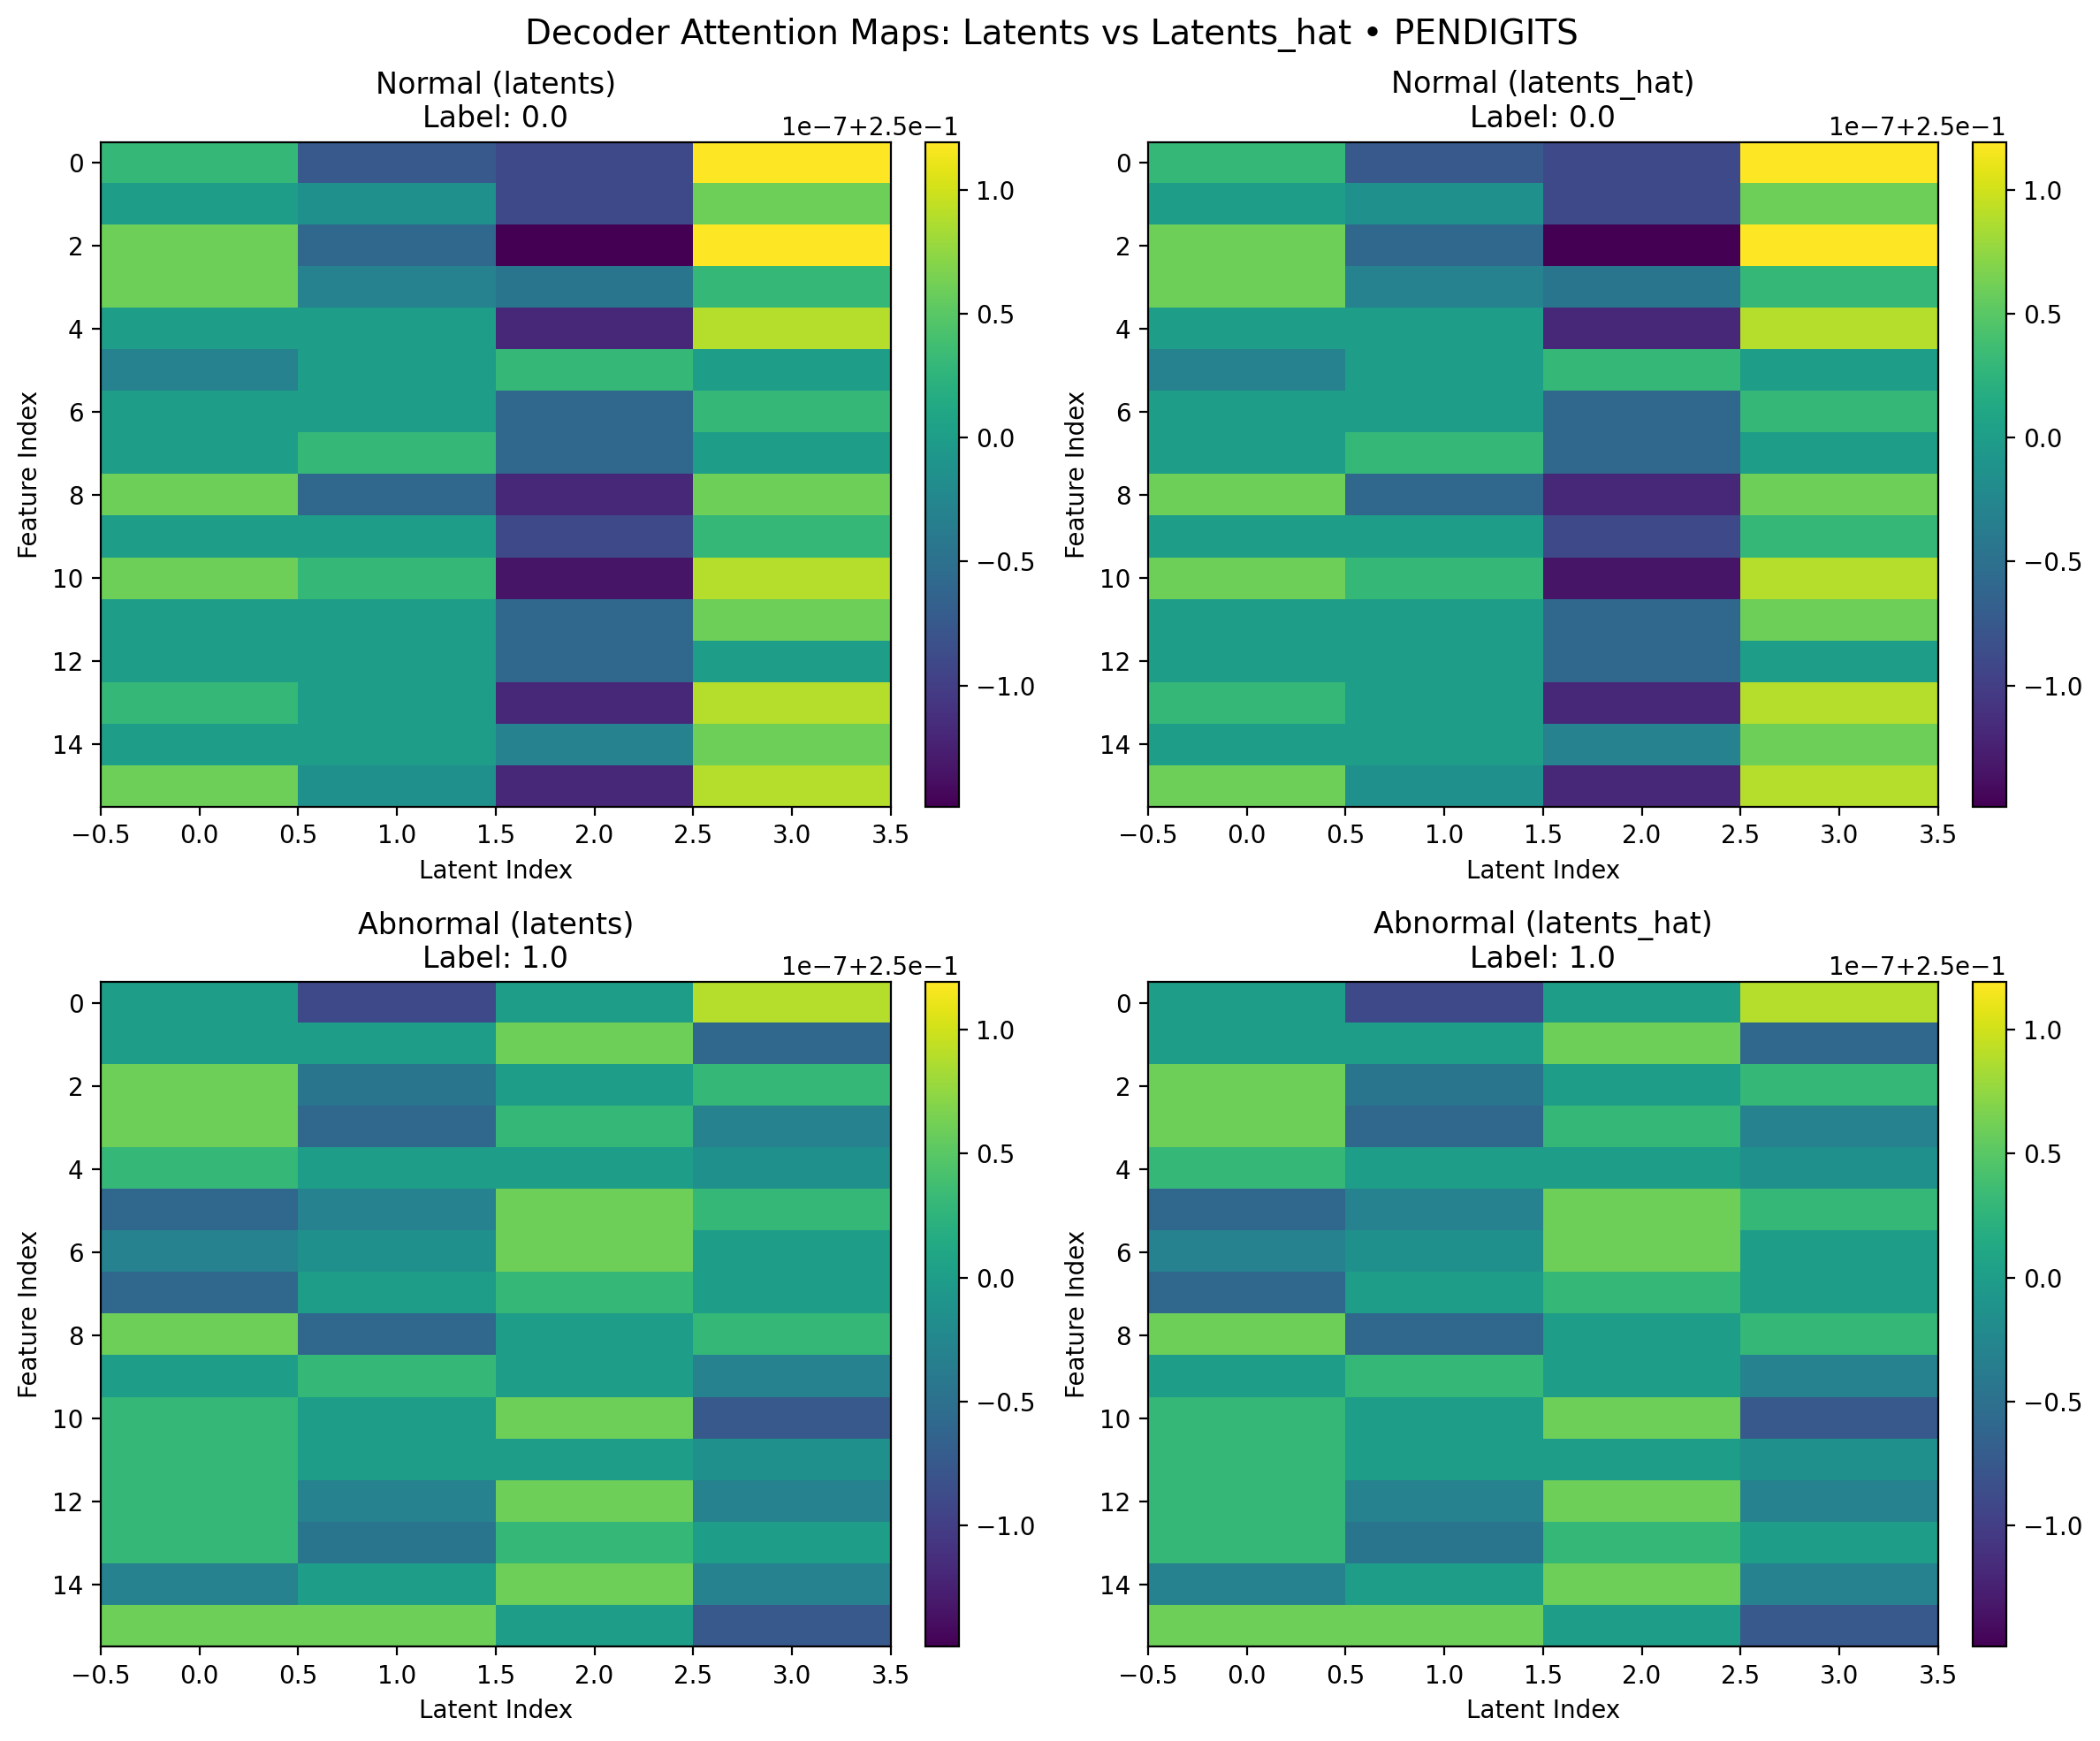 Decoder Attention Maps: Latents vs Latents_hat • PENDIGITS
Normal (latents)
Label: 0.0
1e−7+2.5e−1
0
2
4
6
8
10
12
14
Feature Index
−0.5 0.0 0.5 1.0 1.5 2.0 2.5 3.0 3.5
Latent Index
1.0
0.5
0.0
−0.5
−1.0
Normal (latents_hat)
Label: 0.0
1e−7+2.5e−1
0
2
4
6
8
10
12
14
Feature Index
−0.5 0.0 0.5 1.0 1.5 2.0 2.5 3.0 3.5
Latent Index
1.0
0.5
0.0
−0.5
−1.0
Abnormal (latents)
Label: 1.0
1e−7+2.5e−1
0
2
4
6
8
10
12
14
Feature Index
−0.5 0.0 0.5 1.0 1.5 2.0 2.5 3.0 3.5
Latent Index
1.0
0.5
0.0
−0.5
−1.0
Abnormal (latents_hat)
Label: 1.0
1e−7+2.5e−1
0
2
4
6
8
10
12
14
Feature Index
−0.5 0.0 0.5 1.0 1.5 2.0 2.5 3.0 3.5
Latent Index
1.0
0.5
0.0
−0.5
−1.0